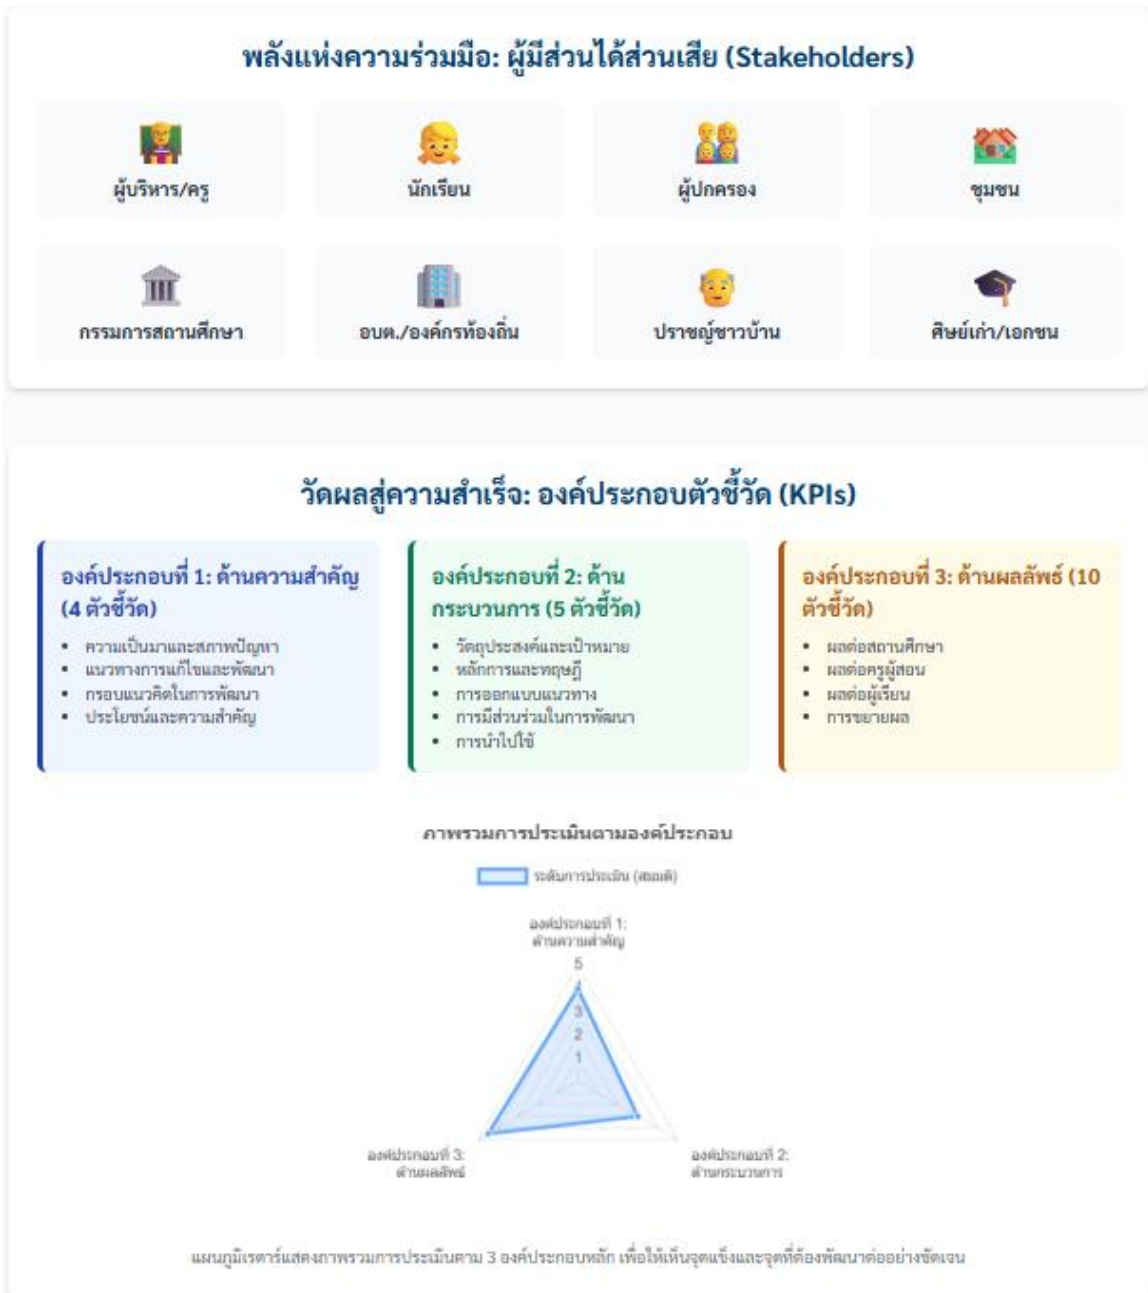 พลังแห่งความร่วมมือ: ผู้มีส่วนได้ส่วนเสีย (Stakeholders)
ผู้บริหาร/ครู
นักเรียน
ผู้ปกครอง
ชุมชน
กรรมการสถานศึกษา
อบต./องค์กรท้องถิ่น
ปราชญ์ชาวบ้าน
ศิษย์เก่า/เอกชน
วัดผลสู่ความสำเร็จ: องค์ประกอบตัวชี้วัด (KPIs)
องค์ประกอบที่ 1: ด้านความสำคัญ
(4 ตัวชี้วัด)
• ความเป็นมาและสภาพปัญหา
• แนวทางการแก้ไขและพัฒนา
• กรอบแนวคิดในการพัฒนา
• ประโยชน์และความสำคัญ
องค์ประกอบที่ 2: ด้าน
กระบวนการ (5 ตัวชี้วัด)
• วัตถุประสงค์และเป้าหมาย
• หลักการและทฤษฎี
• การออกแบบแนวทาง
• การมีส่วนร่วมในการพัฒนา
• การนำไปใช้
องค์ประกอบที่ 3: ด้านผลลัพธ์ (10
ตัวชี้วัด)
• ผลต่อสถานศึกษา
• ผลต่อครูผู้สอน
• ผลต่อผู้เรียน
• การขยายผล
ภาพรวมการประเมินตามองค์ประกอบ
ระดับการประเมิน (สมมติ)
องค์ประกอบที่ 1:
ด้านความสำคัญ
5
3
2
1
องค์ประกอบที่ 3:
ด้านผลลัพธ์
องค์ประกอบที่ 2:
ด้านกระบวนการ
แผนภูมิเรดาร์แสดงภาพรวมการประเมินตาม 3 องค์ประกอบหลัก เพื่อให้เห็นจุดแข็งและจุดที่ต้องพัฒนาต่ออย่างชัดเจน